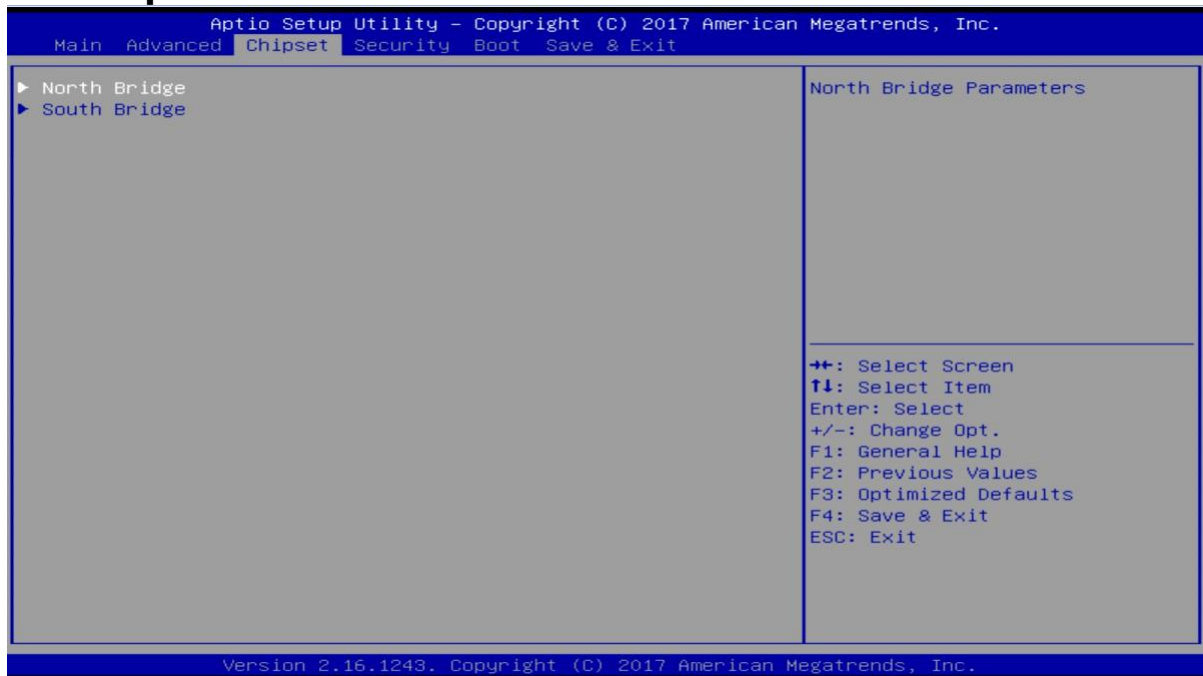 Aptio Setup Utility – Copyright (C) 2017 American Megatrends, Inc.
Main Advanced Chipset Security Boot Save & Exit
▶ North Bridge
▶ South Bridge
North Bridge Parameters
→←: Select Screen
↑↓: Select Item
Enter: Select
+/-: Change Opt.
F1: General Help
F2: Previous Values
F3: Optimized Defaults
F4: Save & Exit
ESC: Exit
Version 2.16.1243. Copyright (C) 2017 American Megatrends, Inc.